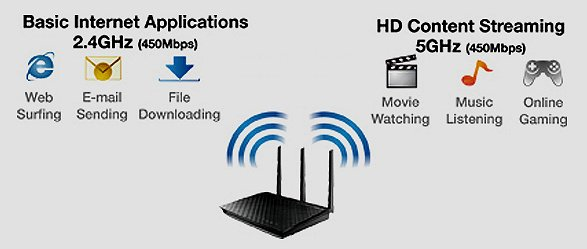 Basic Internet Applications
2.4GHz (450Mbps)
Web
Surfing
E-mail
Sending
File
Downloading
HD Content Streaming
5GHz (450Mbps)
Movie
Watching
Music
Listening
Online
Gaming